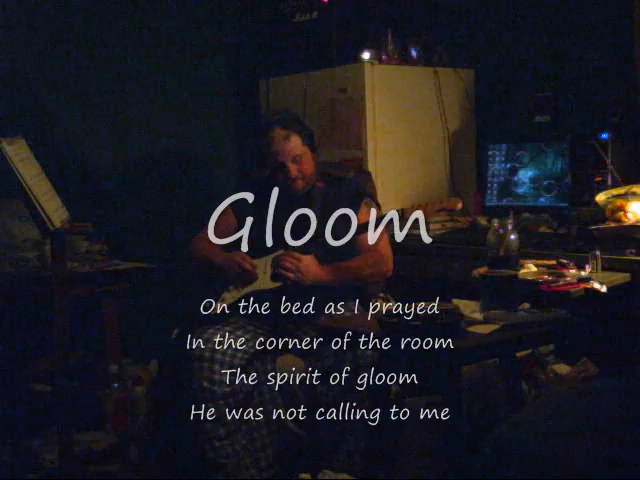 Gloom
On the bed as I prayed
In the corner of the room
The spirit of gloom
He was not calling to me